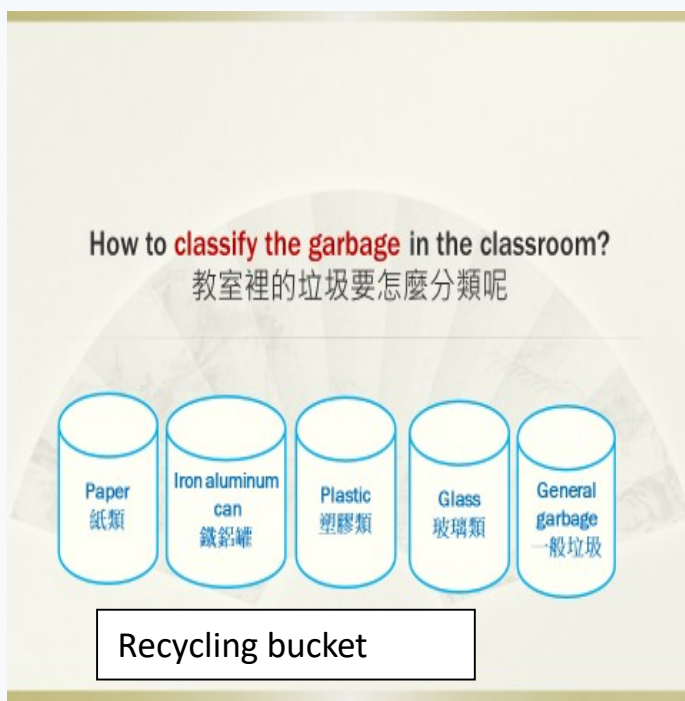 How to classify the garbage in the classroom?
教室裡的垃圾要怎麼分類呢
Paper
紙類
Iron aluminum
can
鐵鋁罐
Plastic
塑膠類
Glass
玻璃類
General
garbage
一般垃圾
Recycling bucket